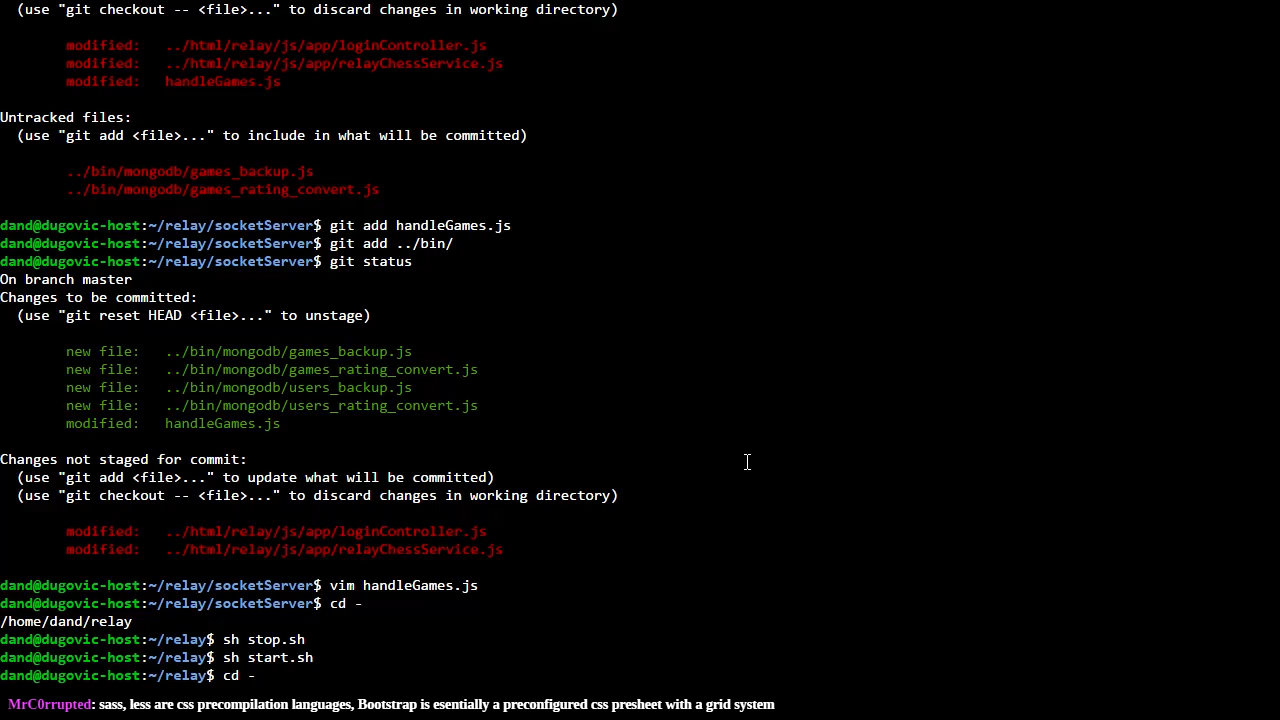 (use "git checkout -- <file>..." to discard changes in working directory)
modified:   ../html/relay/js/app/loginController.js
modified:   ../html/relay/js/app/relayChessService.js
modified:   handleGames.js
Untracked files:
(use "git add <file>..." to include in what will be committed)
../bin/mongodb/games_backup.js
../bin/mongodb/games_rating_convert.js
dand@dugovic-host:~/relay/socketServer$ git add handleGames.js
dand@dugovic-host:~/relay/socketServer$ git add ../bin/
dand@dugovic-host:~/relay/socketServer$ git status
On branch master
Changes to be committed:
(use "git reset HEAD <file>..." to unstage)
new file:   ../bin/mongodb/games_backup.js
new file:   ../bin/mongodb/games_rating_convert.js
new file:   ../bin/mongodb/users_backup.js
new file:   ../bin/mongodb/users_rating_convert.js
modified:   handleGames.js
Changes not staged for commit:
(use "git add <file>..." to update what will be committed)
(use "git checkout -- <file>..." to discard changes in working directory)
modified:   ../html/relay/js/app/loginController.js
modified:   ../html/relay/js/app/relayChessService.js
dand@dugovic-host:~/relay/socketServer$ vim handleGames.js
dand@dugovic-host:~/relay/socketServer$ cd -
/home/dand/relay
dand@dugovic-host:~/relay$ sh stop.sh
dand@dugovic-host:~/relay$ sh start.sh
dand@dugovic-host:~/relay$ cd -
MrC0rrupted: sass, less are css precompilation languages, Bootstrap is esentially a preconfigured css presheet with a grid system